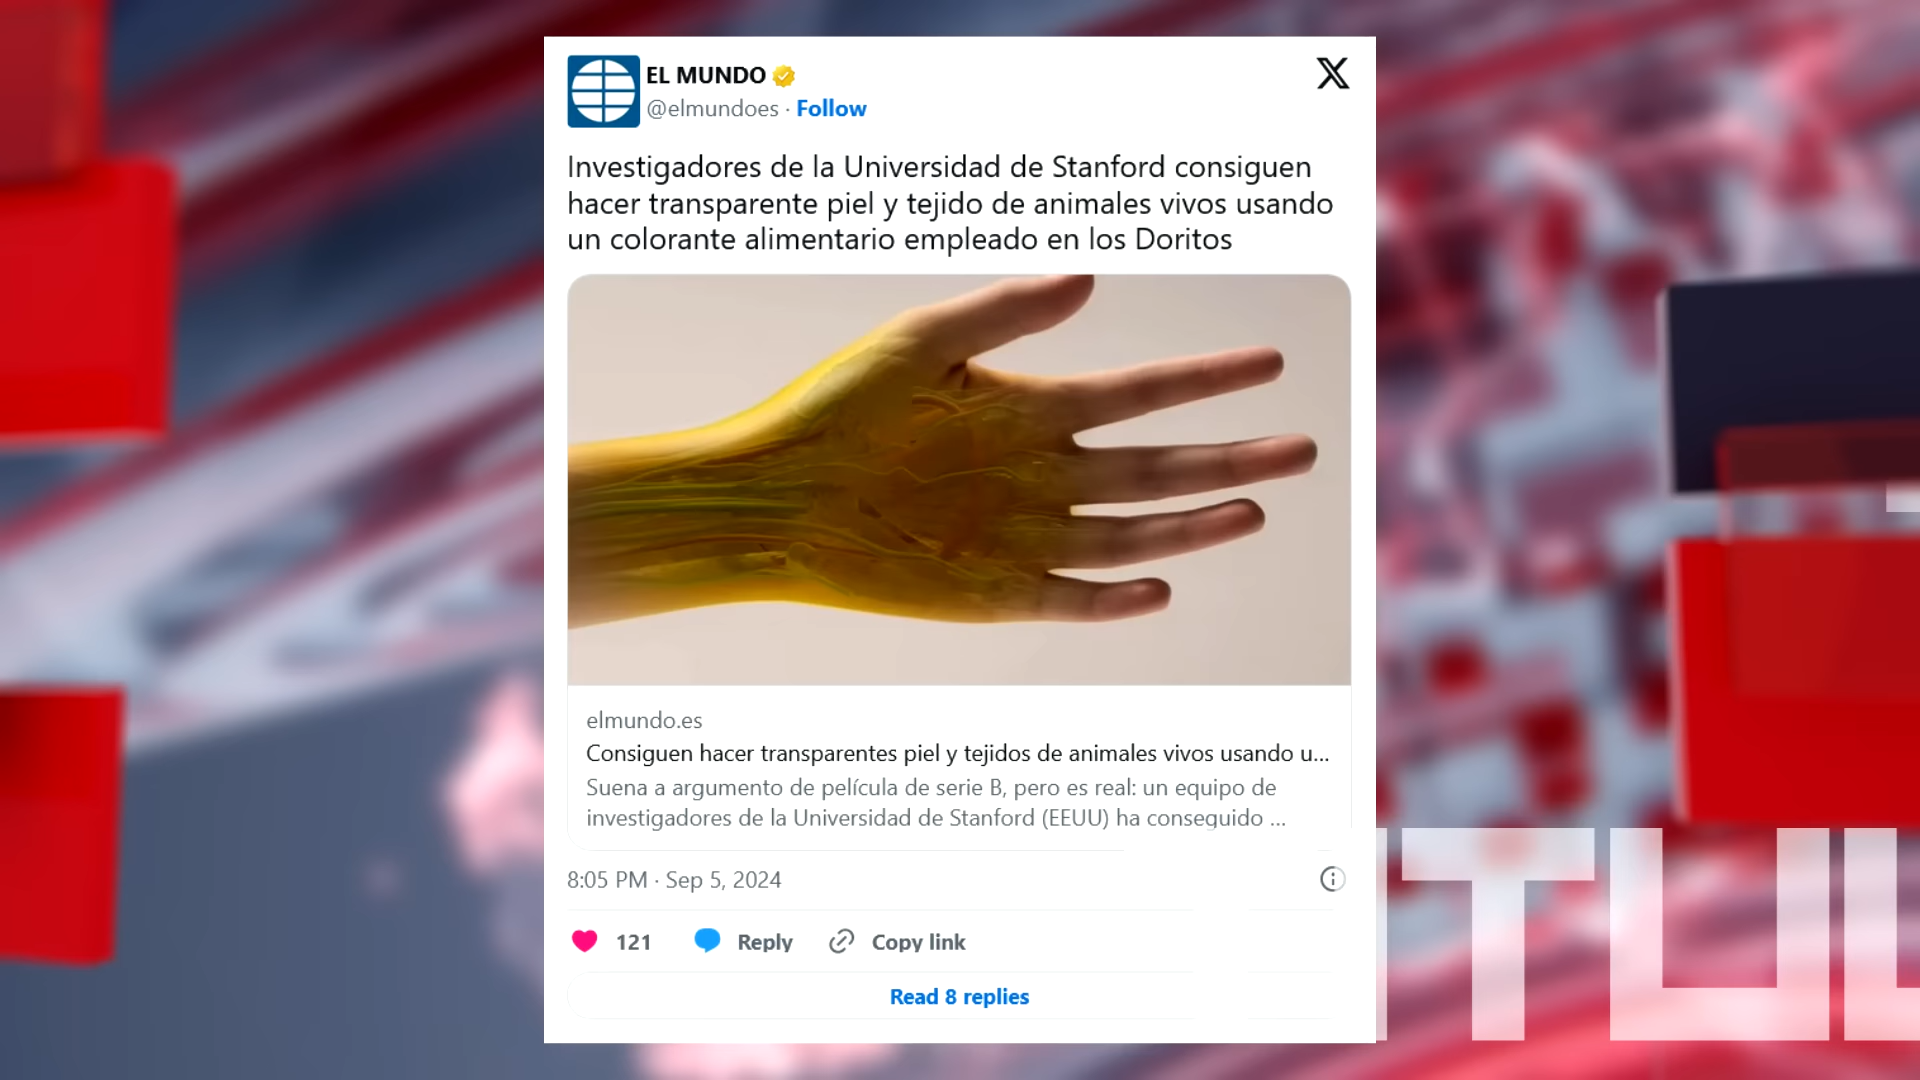 EL MUNDO
@elmundoes · Follow
Investigadores de la Universidad de Stanford consiguen
hacer transparente piel y tejido de animales vivos usando
un colorante alimentario empleado en los Doritos
elmundo.es
Consiguen hacer transparentes piel y tejidos de animales vivos usando u...
Suena a argumento de película de serie B, pero es real: un equipo de
investigadores de la Universidad de Stanford (EEUU) ha conseguido ...
8:05 PM · Sep 5, 2024
121 Reply Copy link
Read 8 replies